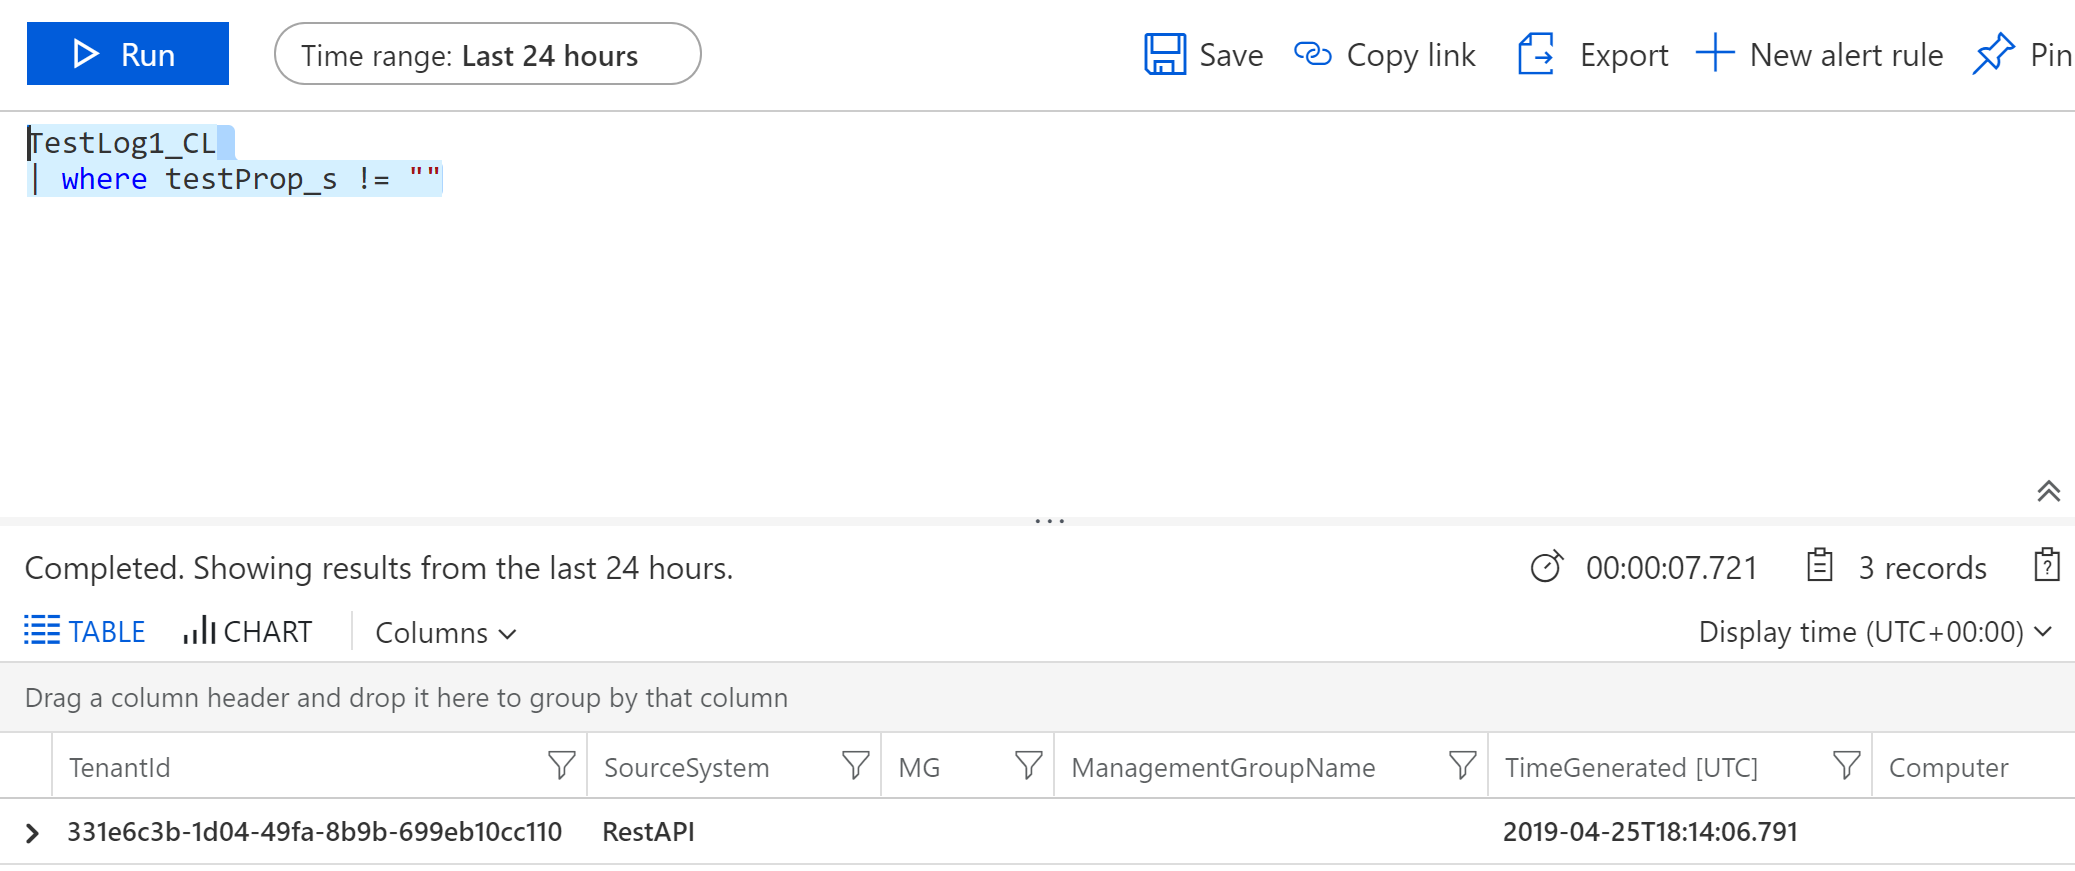 Run Time range: Last 24 hours Save Copy link Export New alert rule Pin
TestLog1_CL
| where testProp_s != ""
Completed. Showing results from the last 24 hours. 00:00:07.721 3 records
TABLE CHART Columns Display time (UTC+00:00)
Drag a column header and drop it here to group by that column
TenantId SourceSystem MG ManagementGroupName TimeGenerated [UTC] Computer
331e6c3b-1d04-49fa-8b9b-699eb10cc110 RestAPI 2019-04-25T18:14:06.791